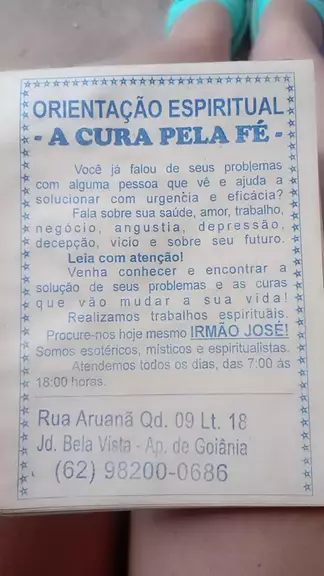 ORIENTAÇÃO ESPIRITUAL
- A CURA PELA FÉ -
Você já falou de seus problemas
com alguma pessoa que vê e ajuda a
solucionar com urgência e eficácia?
Fala sobre sua saúde, amor, trabalho,
negócio, angustia, depressão,
decepção, vicio e sobre seu futuro.
Leia com atenção!
Venha conhecer e encontrar a
solução de seus problemas e as curas
que vão mudar a sua vida!
Realizamos trabalhos espirituais.
Procure-nos hoje mesmo IRMÃO JOSÉ!
Somos esotéricos, místicos e espiritualistas.
Atendemos todos os dias, das 7:00 às
18:00 horas.
Rua Aruanã Qd. 09 Lt. 18
Jd. Bela Vista - Ap. de Goiânia
(62) 98200-0686